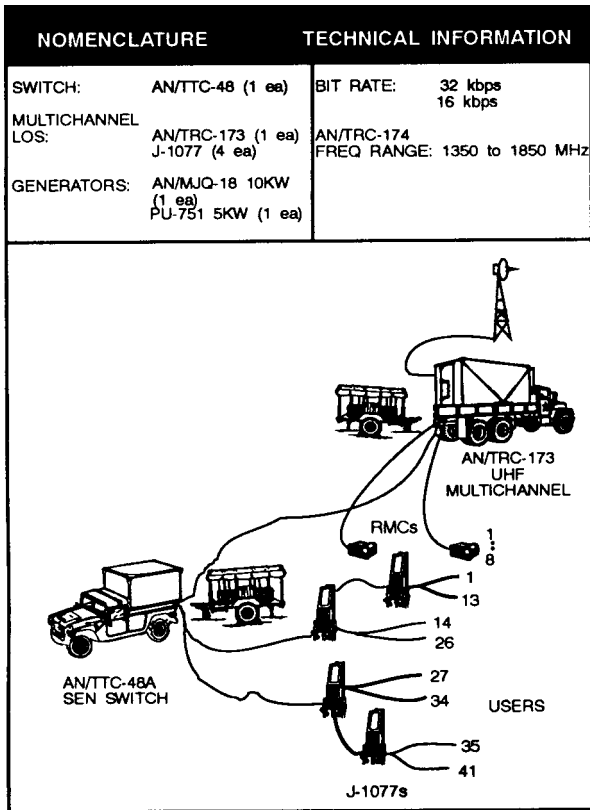 NOMENCLATURE
TECHNICAL INFORMATION
SWITCH: AN/TTC-48 (1 ea)
MULTICHANNEL
LOS: AN/TRC-173 (1 ea)
J-1077 (4 ea)
GENERATORS: AN/MJQ-18 10KW
(1 ea)
PU-751 5KW (1 ea)
BIT RATE: 32 kbps
16 kbps
AN/TRC-174
FREQ RANGE: 1350 to 1850 MHz
AN/TRC-173
UHF
MULTICHANNEL
RMCs
1
:
8
1
13
14
26
27
34
USERS
35
41
AN/TTC-48A
SEN SWITCH
J-1077s